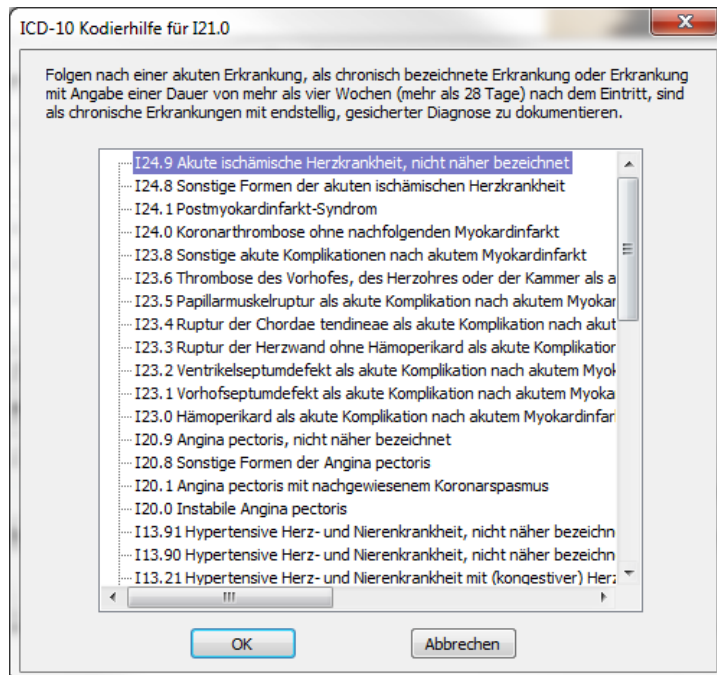 ICD-10 Kodierhilfe für I21.0
Folgen nach einer akuten Erkrankung, als chronisch bezeichnete Erkrankung oder Erkrankung
mit Angabe einer Dauer von mehr als vier Wochen (mehr als 28 Tage) nach dem Eintritt, sind
als chronische Erkrankungen mit endstellig, gesicherter Diagnose zu dokumentieren.
I24.9 Akute ischämische Herzkrankheit, nicht näher bezeichnet
I24.8 Sonstige Formen der akuten ischämischen Herzkrankheit
I24.1 Postmyokardinfarkt-Syndrom
I24.0 Koronarthrombose ohne nachfolgenden Myokardinfarkt
I23.8 Sonstige akute Komplikationen nach akutem Myokardinfarkt
I23.6 Thrombose des Vorhofes, des Herzohres oder der Kammer als a
I23.5 Papillarmuskelruptur als akute Komplikation nach akutem Myokar
I23.4 Ruptur der Chordae tendineae als akute Komplikation nach akut
I23.3 Ruptur der Herzwand ohne Hämoperikard als akute Komplikation
I23.2 Ventrikelseptumdefekt als akute Komplikation nach akutem Myok
I23.1 Vorhofseptumdefekt als akute Komplikation nach akutem Myoka
I23.0 Hämoperikard als akute Komplikation nach akutem Myokardinfar
I20.9 Angina pectoris, nicht näher bezeichnet
I20.8 Sonstige Formen der Angina pectoris
I20.1 Angina pectoris mit nachgewiesenem Koronarspasmus
I20.0 Instabile Angina pectoris
I13.91 Hypertensive Herz- und Nierenkrankheit, nicht näher bezeichn
I13.90 Hypertensive Herz- und Nierenkrankheit, nicht näher bezeichn
I13.21 Hypertensive Herz- und Nierenkrankheit mit (kongestiver) Herz
OK
Abbrechen